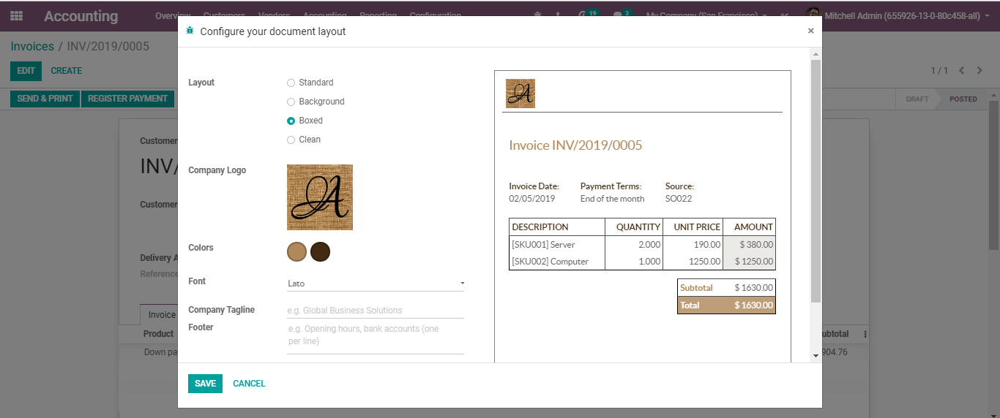 Accounting
Overview Customers Vendors Accounting Reporting Configuration
19 2 My Company (San Francisco) Mitchell Admin (655926-13-0-80c458-all)
Invoices / INV/2019/0005
EDIT CREATE
1 / 1
SEND & PRINT REGISTER PAYMENT
DRAFT POSTED
Customer
INV/
Customer
Delivery A
Reference
Invoice
Product
ubtotal
Down pa
904.76
Configure your document layout
×
Layout
Standard
Background
Boxed
Clean
Company Logo
A
Colors
Font
Lato
Company Tagline
e.g. Global Business Solutions
Footer
e.g. Opening hours, bank accounts (one
per line)
A
Invoice INV/2019/0005
Invoice Date: Payment Terms: Source:
02/05/2019 End of the month SO022
DESCRIPTION QUANTITY UNIT PRICE AMOUNT
[SKU001] Server 2.000 190.00 $ 380.00
[SKU002] Computer 1.000 1250.00 $ 1250.00
Subtotal $ 1630.00
Total $ 1630.00
SAVE CANCEL